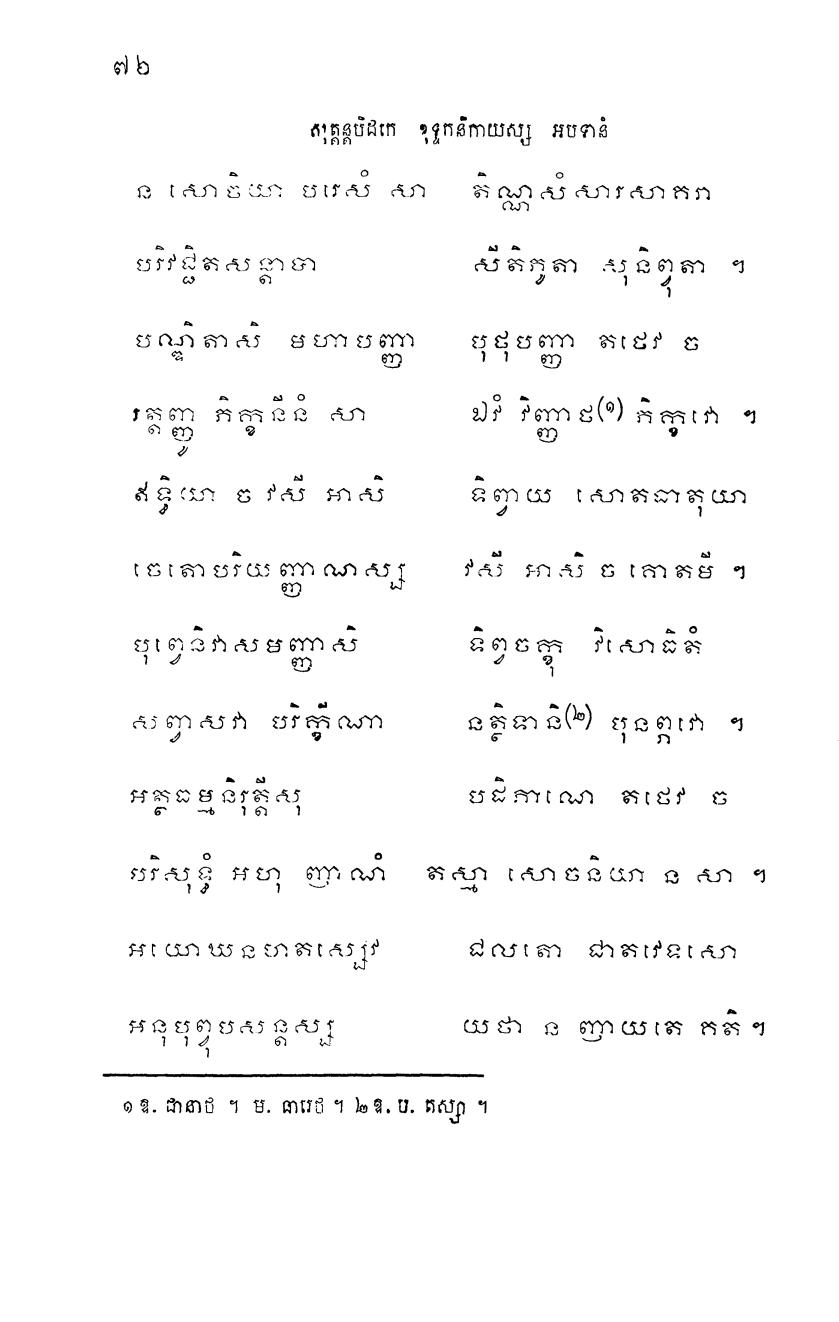 ៧៦
សុត្តន្តបិដកេ ខុទ្ទកនិកាយស្ស អបទានំ
ន សោចិយា បរេសំ សា តិណ្ណសំសារសាគរា
បរិវជ្ជិតសន្តាបា សីតិភូតា សុនិព្វុតា ។
បណ្ឌិតាសិ មហាបញ្ញា បុថុបញ្ញា តថេវ ច
រត្តញ្ញូ ភិក្ខុនីនំ សា ឯវំ វិញ្ញាថ(១) ភិក្ខវោ ។
ឥទ្ធិយា ច វសី អាសិ ទិព្វាយ សោតធាតុយា
ចេតោបរិយញ្ញាណស្ស វសី អាសិ ច គោតមី ។
បុព្វេនិវាសមញ្ញាសិ ទិព្វចក្ខុ វិសោធិតំ
សព្វាសវា បរិក្ខីណា នត្ថិទានិ(២) បុនព្ភវោ ។
អត្ថធម្មនិរុត្តីសុ បដិភាណេ តថេវ ច
បរិសុទ្ធំ អហុ ញាណំ តស្មា សោចនិយា ន សា ។
អយោឃនហតស្សេវ ជលតោ ជាតវេទសោ
អនុបុព្វុបសន្តស្ស យថា ន ញាយតេ គតិ។
១ ឱ. ជានាថ ។ ម. ធារេថ ។ ២ ឱ. ប. តស្សា ។